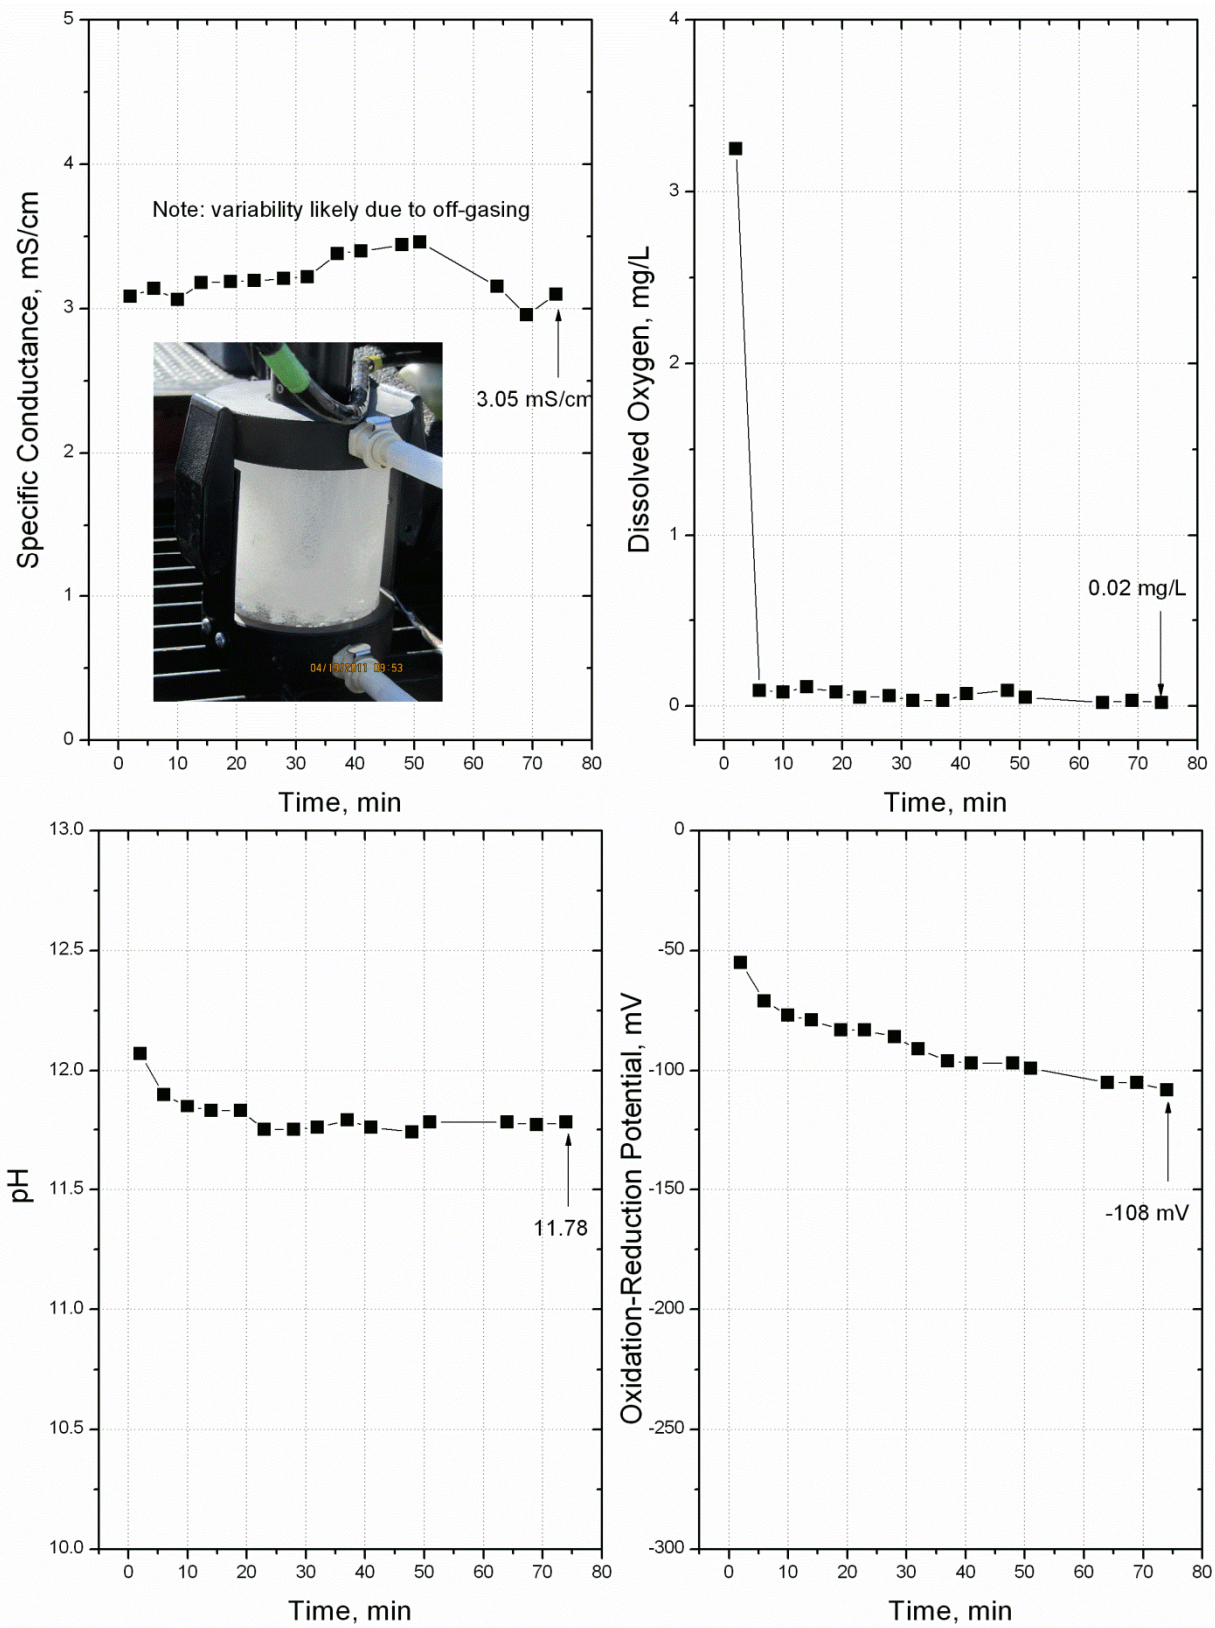 Specific Conductance, mS/cm
5
4
3
2
1
0
Note: variability likely due to off-gasing
3.05 mS/cm
0 10 20 30 40 50 60 70 80
Time, min
Dissolved Oxygen, mg/L
4
3
2
1
0
0.02 mg/L
0 10 20 30 40 50 60 70 80
Time, min
pH
13.0
12.5
12.0
11.5
11.0
10.5
10.0
11.78
0 10 20 30 40 50 60 70 80
Time, min
Oxidation-Reduction Potential, mV
0
-50
-100
-150
-200
-250
-300
-108 mV
0 10 20 30 40 50 60 70 80
Time, min